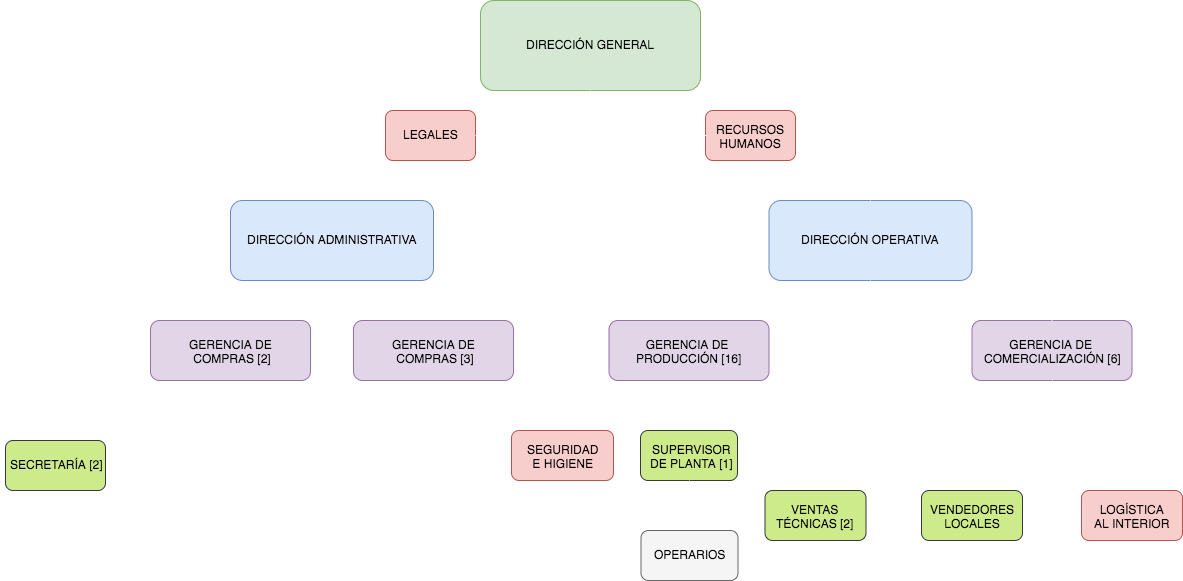 DIRECCIÓN GENERAL
LEGALES
RECURSOS
HUMANOS
DIRECCIÓN ADMINISTRATIVA
DIRECCIÓN OPERATIVA
GERENCIA DE
COMPRAS [2]
GERENCIA DE
COMPRAS [3]
GERENCIA DE
PRODUCCIÓN [16]
GERENCIA DE
COMERCIALIZACIÓN [6]
SECRETARÍA [2]
SEGURIDAD
E HIGIENE
SUPERVISOR
DE PLANTA [1]
VENTAS
TÉCNICAS [2]
VENDEDORES
LOCALES
LOGÍSTICA
AL INTERIOR
OPERARIOS